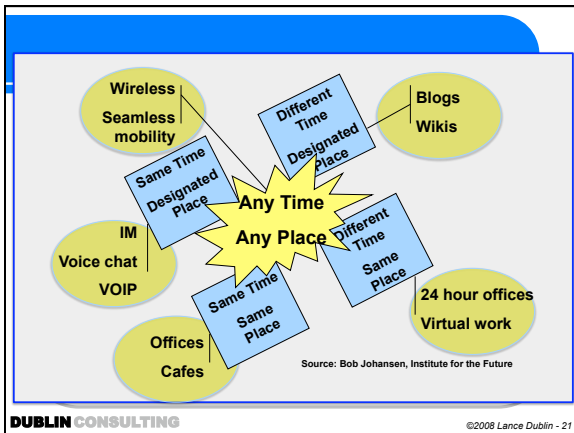 Wireless
Seamless
mobility
Different
Time
Designated
Place
Blogs
Wikis
Same Time
Designated
Place
Any Time
Any Place
IM
Voice chat
VOIP
Different
Time
Same
Place
Same Time
Same
Place
24 hour offices
Virtual work
Offices
Cafes
Source: Bob Johansen, Institute for the Future
DUBLIN CONSULTING
©2008 Lance Dublin - 21